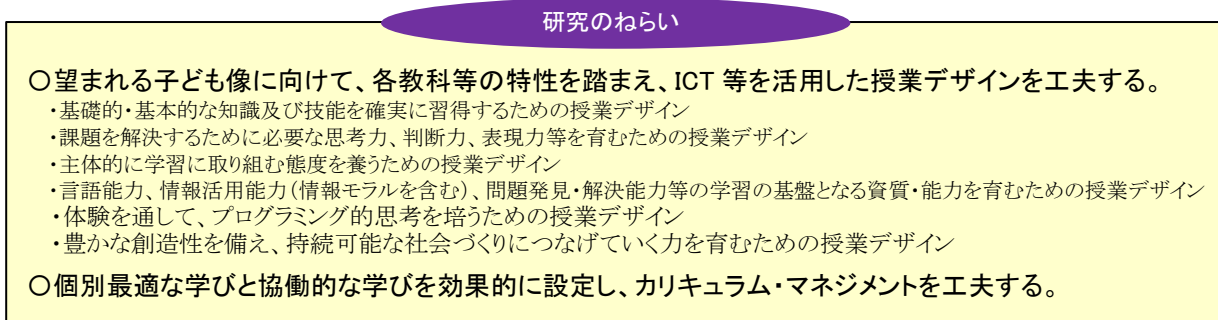 研究のねらい
〇望まれる子ども像に向けて、各教科等の特性を踏まえ、ICT 等を活用した授業デザインを工夫する。
・基礎的・基本的な知識及び技能を確実に習得するための授業デザイン
・課題を解決するために必要な思考力、判断力、表現力等を育むための授業デザイン
・主体的に学習に取り組む態度を養うための授業デザイン
・言語能力、情報活用能力(情報モラルを含む)、問題発見・解決能力等の学習の基盤となる資質・能力を育むための授業デザイン
・体験を通して、プログラミング的思考を培うための授業デザイン
・豊かな創造性を備え、持続可能な社会づくりにつなげていく力を育むための授業デザイン
〇個別最適な学びと協働的な学びを効果的に設定し、カリキュラム・マネジメントを工夫する。